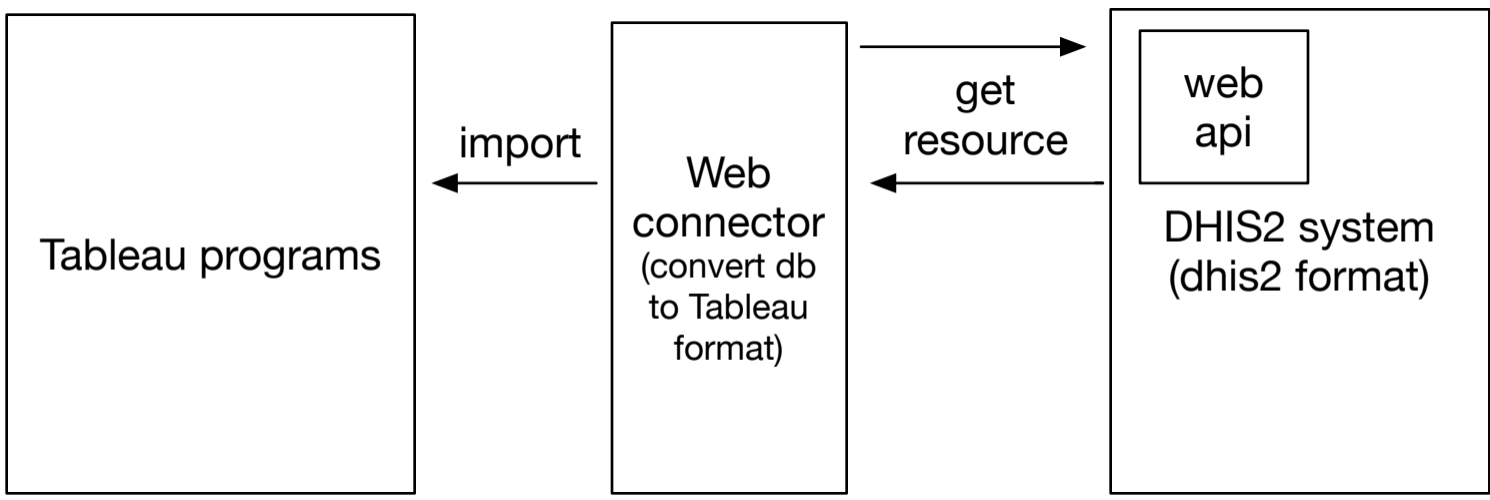 Tableau programs
import
Web
connector
(convert db
to Tableau
format)
get
resource
web
api
DHIS2 system
(dhis2 format)